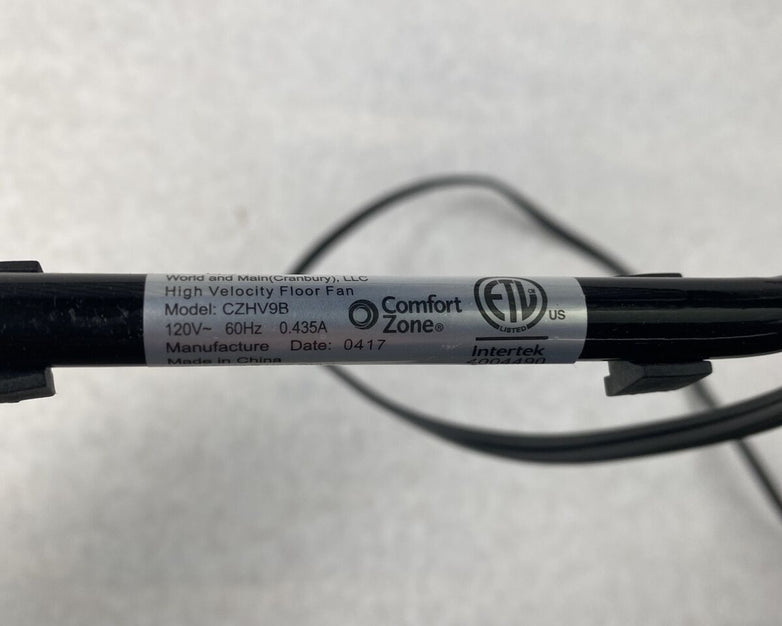 World and Main(Cranbury), LLC
High Velocity Floor Fan
Model: CZHV9B
120V~ 60Hz 0.435A
Manufacture Date: 0417
Made in China
Comfort
Zone®
ETL
LISTED
US
Intertek
4004490